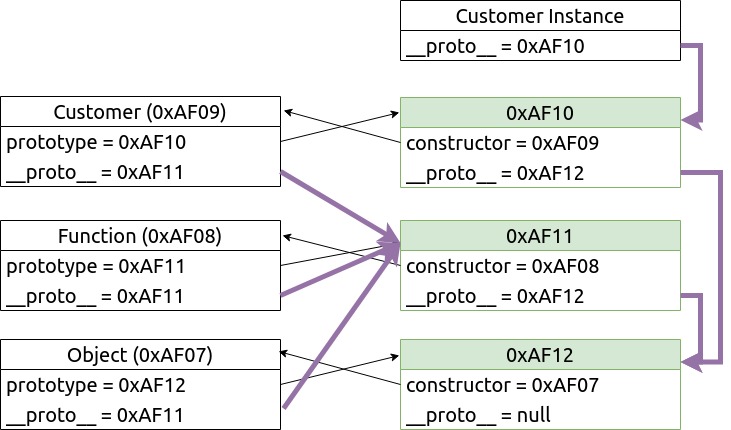 Customer Instance
__proto__ = 0xAF10
Customer (0xAF09)
prototype = 0xAF10
__proto__ = 0xAF11
0xAF10
constructor = 0xAF09
__proto__ = 0xAF12
Function (0xAF08)
prototype = 0xAF11
__proto__ = 0xAF11
0xAF11
constructor = 0xAF08
__proto__ = 0xAF12
Object (0xAF07)
prototype = 0xAF12
__proto__ = 0xAF11
0xAF12
constructor = 0xAF07
__proto__ = null